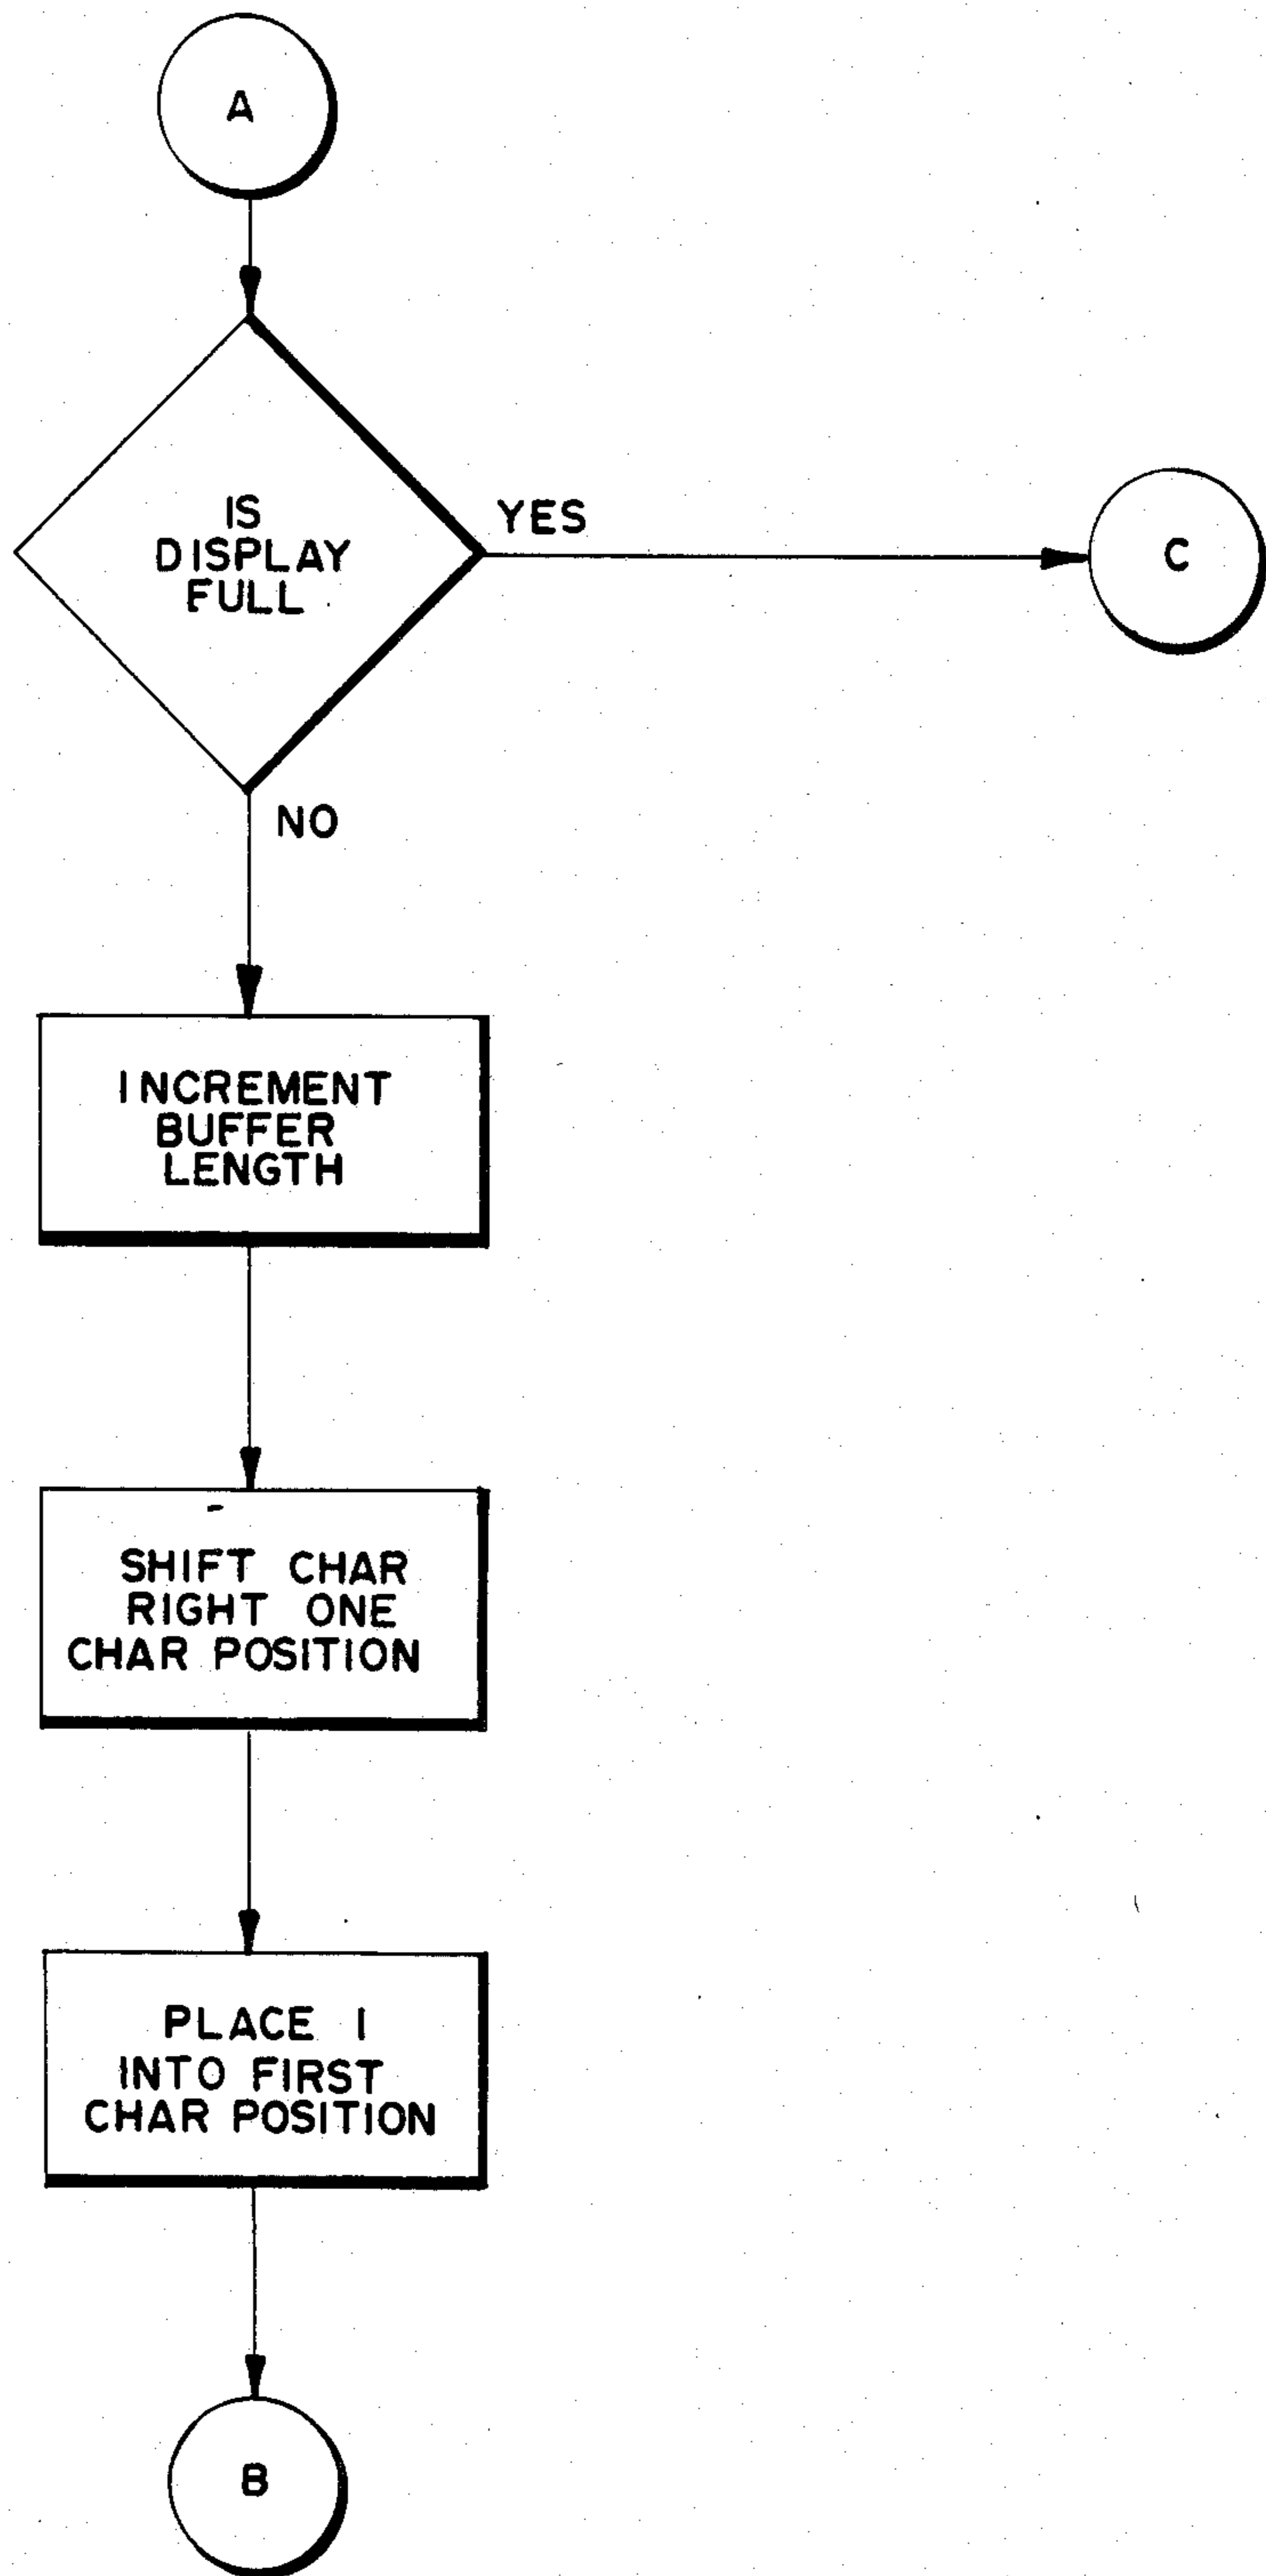 A
IS
DISPLAY
FULL
YES
C
NO
INCREMENT
BUFFER
LENGTH
SHIFT CHAR
RIGHT ONE
CHAR POSITION
PLACE 1
INTO FIRST
CHAR POSITION
B